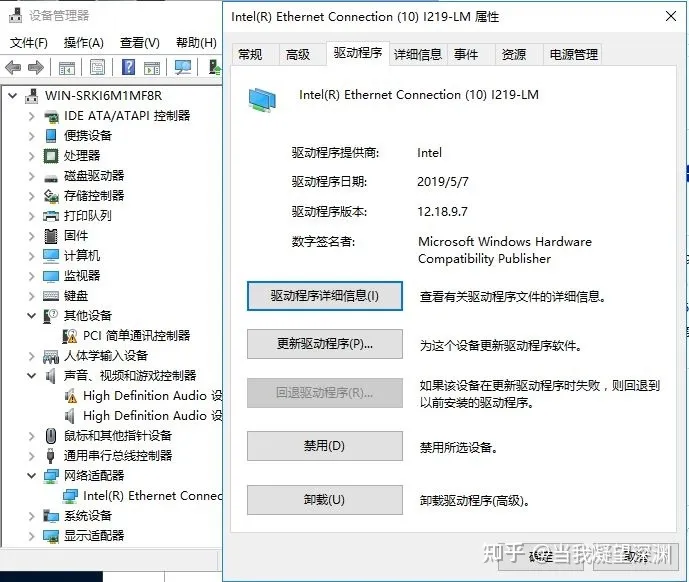 设备管理器
文件(F) 操作(A) 查看(V) 帮助(H)
WIN-SRKI6M1MF8R
IDE ATA/ATAPI 控制器
便携设备
处理器
磁盘驱动器
存储控制器
打印队列
固件
计算机
监视器
键盘
其他设备
PCI 简单通讯控制器
人体学输入设备
声音、视频和游戏控制器
High Definition Audio 设
High Definition Audio 设
鼠标和其他指针设备
通用串行总线控制器
网络适配器
Intel(R) Ethernet Connec
系统设备
显示适配器
Intel(R) Ethernet Connection (10) I219-LM 属性
常规 高级 驱动程序 详细信息 事件 资源 电源管理
Intel(R) Ethernet Connection (10) I219-LM
驱动程序提供商: Intel
驱动程序日期: 2019/5/7
驱动程序版本: 12.18.9.7
数字签名者: Microsoft Windows Hardware
Compatibility Publisher
驱动程序详细信息(I) 查看有关驱动程序文件的详细信息。
更新驱动程序(P)... 为这个设备更新驱动程序软件。
回退驱动程序(R)... 如果该设备在更新驱动程序时失败，则回退到
以前安装的驱动程序。
禁用(D) 禁用所选设备。
卸载(U) 卸载驱动程序(高级)。
确定 取消
知乎 @当我凝望深渊